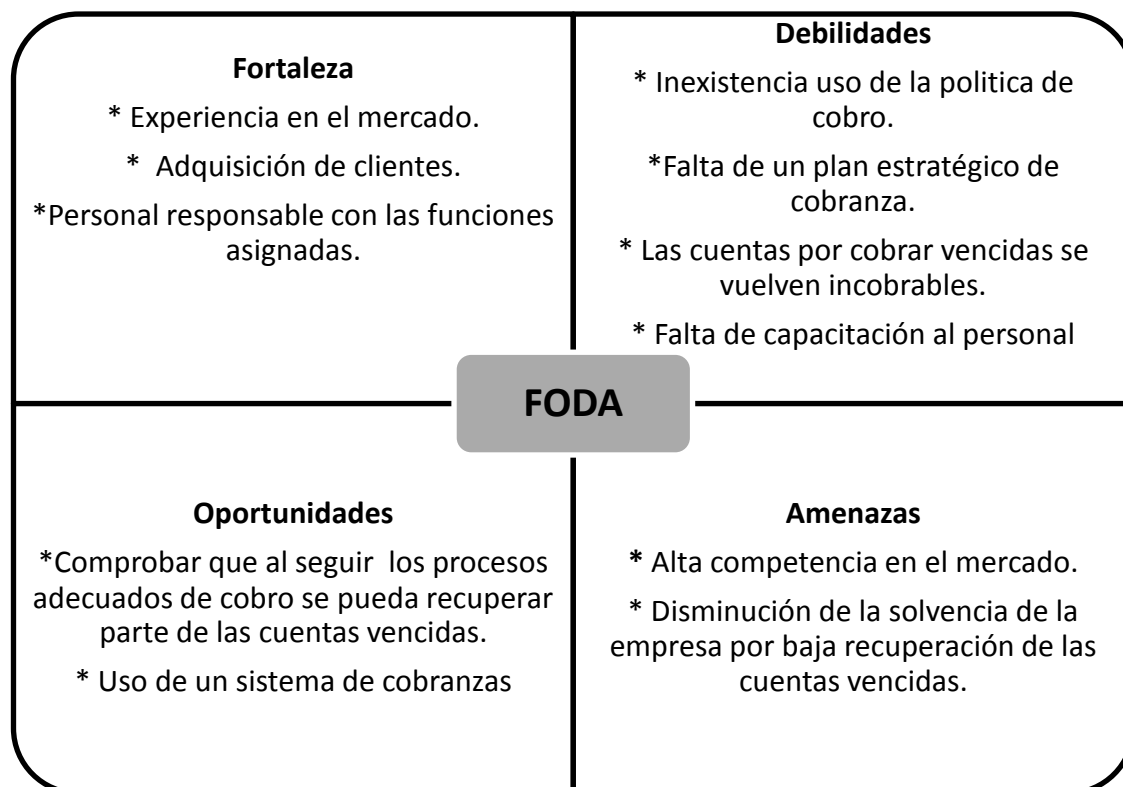 Fortaleza
* Experiencia en el mercado.
* Adquisición de clientes.
*Personal responsable con las funciones
asignadas.
Debilidades
* Inexistencia uso de la politica de
cobro.
*Falta de un plan estratégico de
cobranza.
* Las cuentas por cobrar vencidas se
vuelven incobrables.
* Falta de capacitación al personal
FODA
Oportunidades
*Comprobar que al seguir los procesos
adecuados de cobro se pueda recuperar
parte de las cuentas vencidas.
* Uso de un sistema de cobranzas
Amenazas
* Alta competencia en el mercado.
* Disminución de la solvencia de la
empresa por baja recuperación de las
cuentas vencidas.